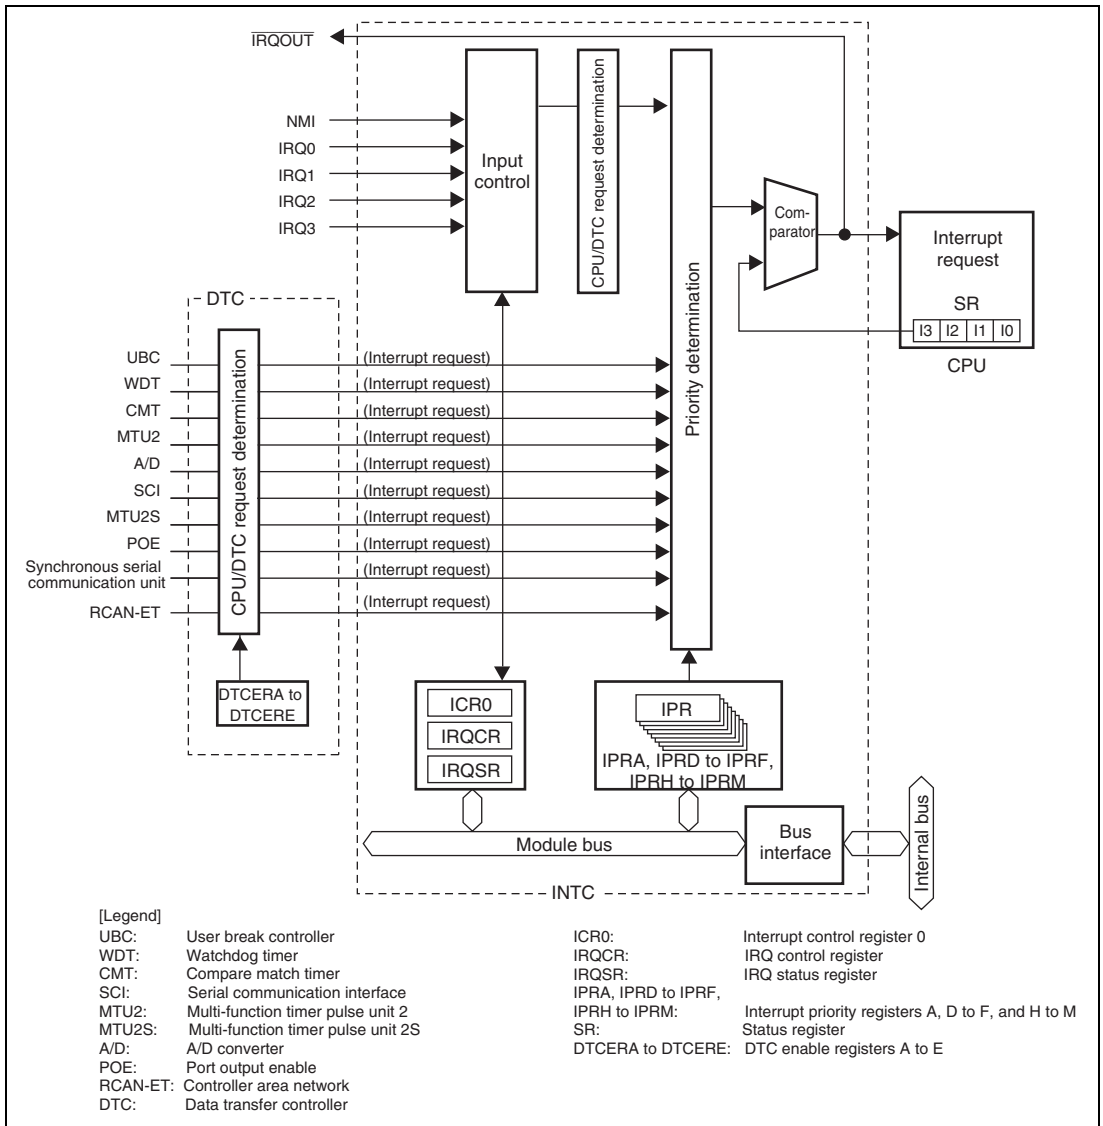 IRQOUT
NMI
IRQ0
IRQ1
IRQ2
IRQ3
Input
control
CPU/DTC request determination
Priority determination
Com-
parator
Interrupt
request
SR
I3 I2 I1 I0
CPU
DTC
UBC
WDT
CMT
MTU2
A/D
SCI
MTU2S
POE
Synchronous serial
communication unit
RCAN-ET
CPU/DTC request determination
(Interrupt request)
(Interrupt request)
(Interrupt request)
(Interrupt request)
(Interrupt request)
(Interrupt request)
(Interrupt request)
(Interrupt request)
(Interrupt request)
(Interrupt request)
DTCERA to
DTCERE
ICR0
IRQCR
IRQSR
IPR
IPRA, IPRD to IPRF,
IPRH to IPRM
Module bus
Bus
interface
Internal bus
INTC
[Legend]
UBC: User break controller
WDT: Watchdog timer
CMT: Compare match timer
SCI: Serial communication interface
MTU2: Multi-function timer pulse unit 2
MTU2S: Multi-function timer pulse unit 2S
A/D: A/D converter
POE: Port output enable
RCAN-ET: Controller area network
DTC: Data transfer controller
ICR0: Interrupt control register 0
IRQCR: IRQ control register
IRQSR: IRQ status register
IPRA, IPRD to IPRF,
IPRH to IPRM: Interrupt priority registers A, D to F, and H to M
SR: Status register
DTCERA to DTCERE: DTC enable registers A to E